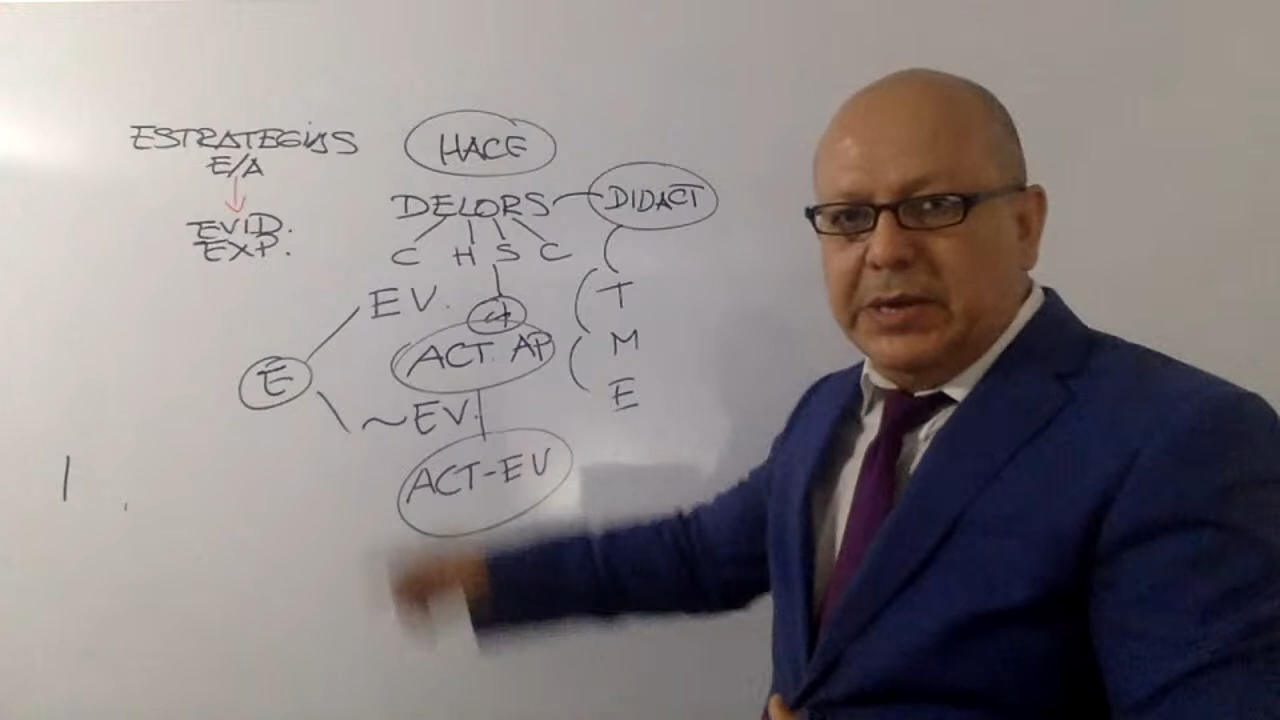 ESTRATEGIAS
E/A
EVID.
EXP.
HACE
DELORS
DIDACT
C H S C
EV.
ACT. AP
E
~EV.
ACT-EV
T
M
E